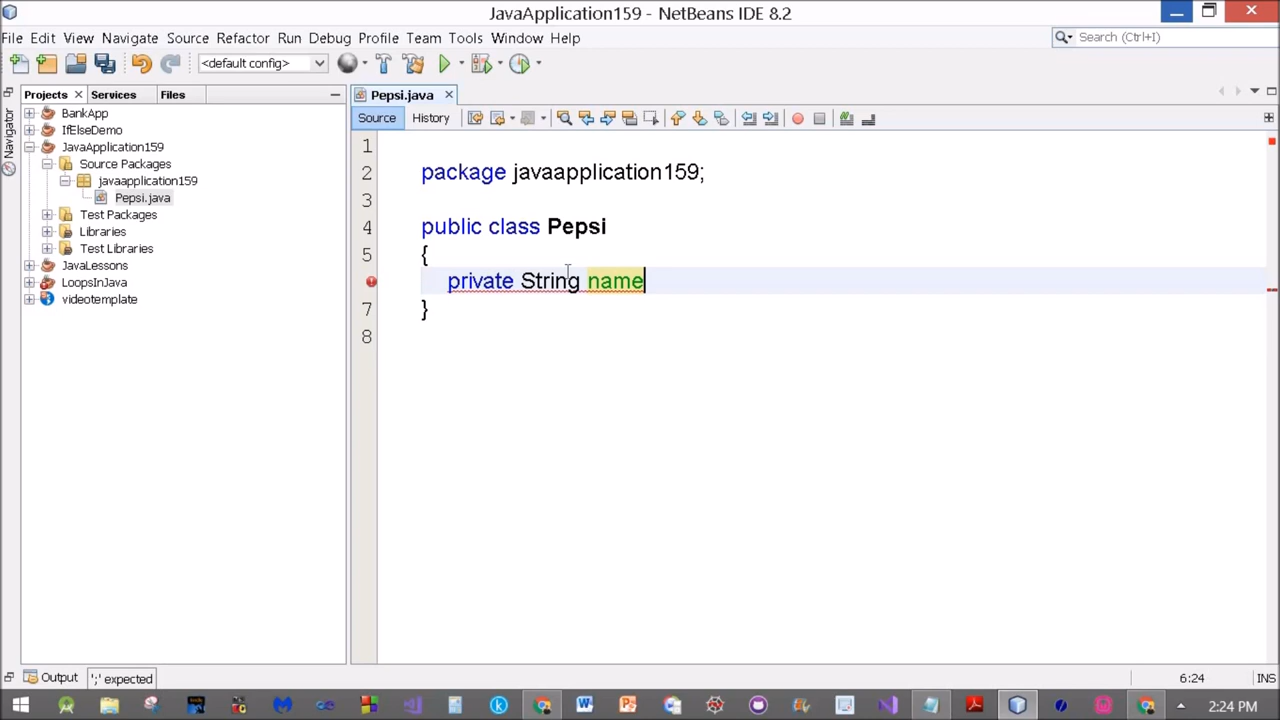 JavaApplication159 - NetBeans IDE 8.2
File Edit View Navigate Source Refactor Run Debug Profile Team Tools Window Help
Search (Ctrl+I)
<default config>
Projects Services Files
Pepsi.java
Source History
Navigator
BankApp
IfElseDemo
JavaApplication159
Source Packages
javaapplication159
Pepsi.java
Test Packages
Libraries
Test Libraries
JavaLessons
LoopsInJava
videotemplate
1
2 package javaapplication159;
3
4 public class Pepsi
5 {
private String name
7 }
8
Output
';' expected
6:24 INS
2:24 PM